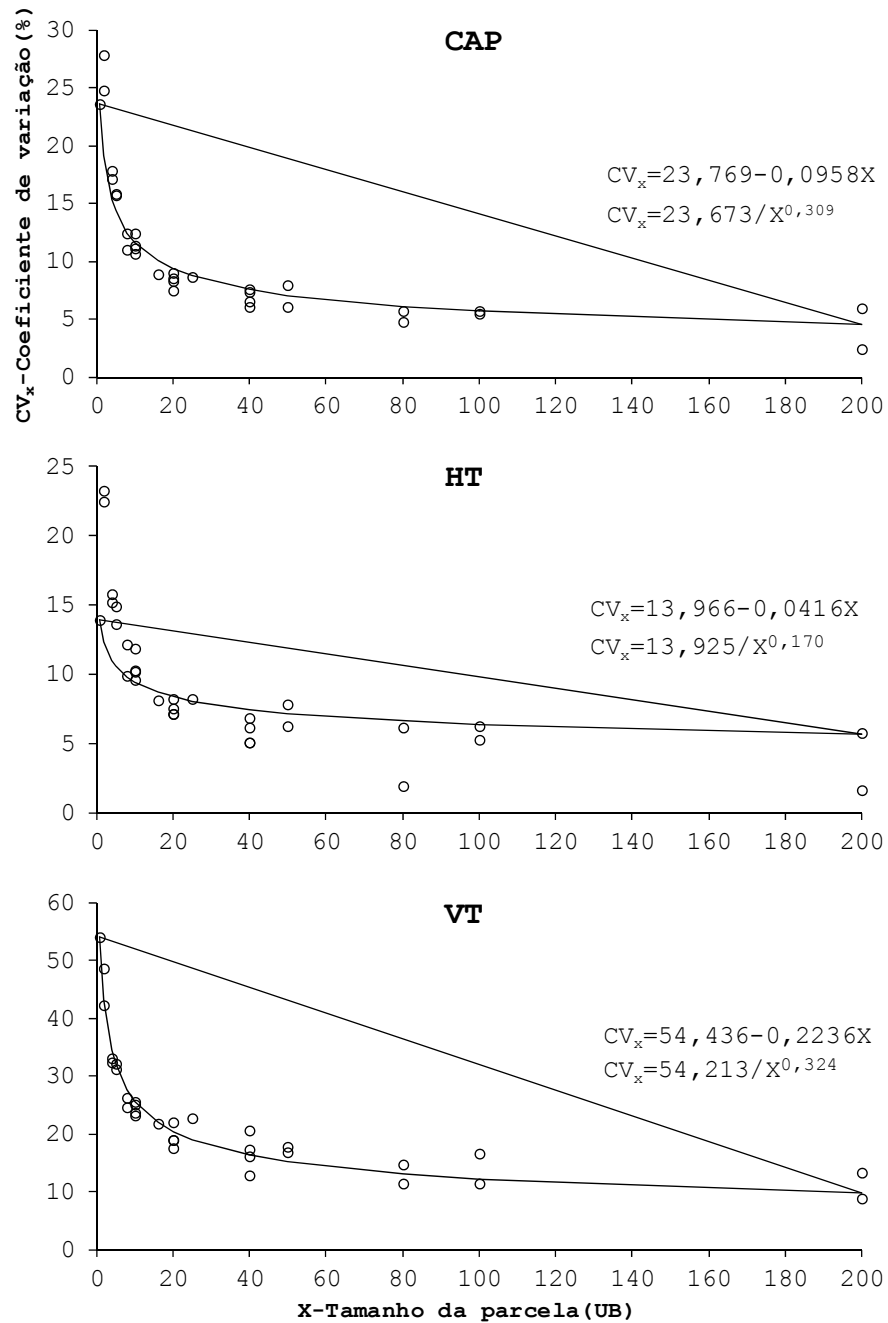 CAP
CVₓ-Coeficiente de variação(%)
30
25
20
15
10
5
0
CVₓ=23,769-0,0958X
CVₓ=23,673/X^0,309
0 20 40 60 80 100 120 140 160 180 200
HT
25
20
15
10
5
0
CVₓ=13,966-0,0416X
CVₓ=13,925/X^0,170
0 20 40 60 80 100 120 140 160 180 200
VT
60
50
40
30
20
10
0
CVₓ=54,436-0,2236X
CVₓ=54,213/X^0,324
0 20 40 60 80 100 120 140 160 180 200
X-Tamanho da parcela(UB)